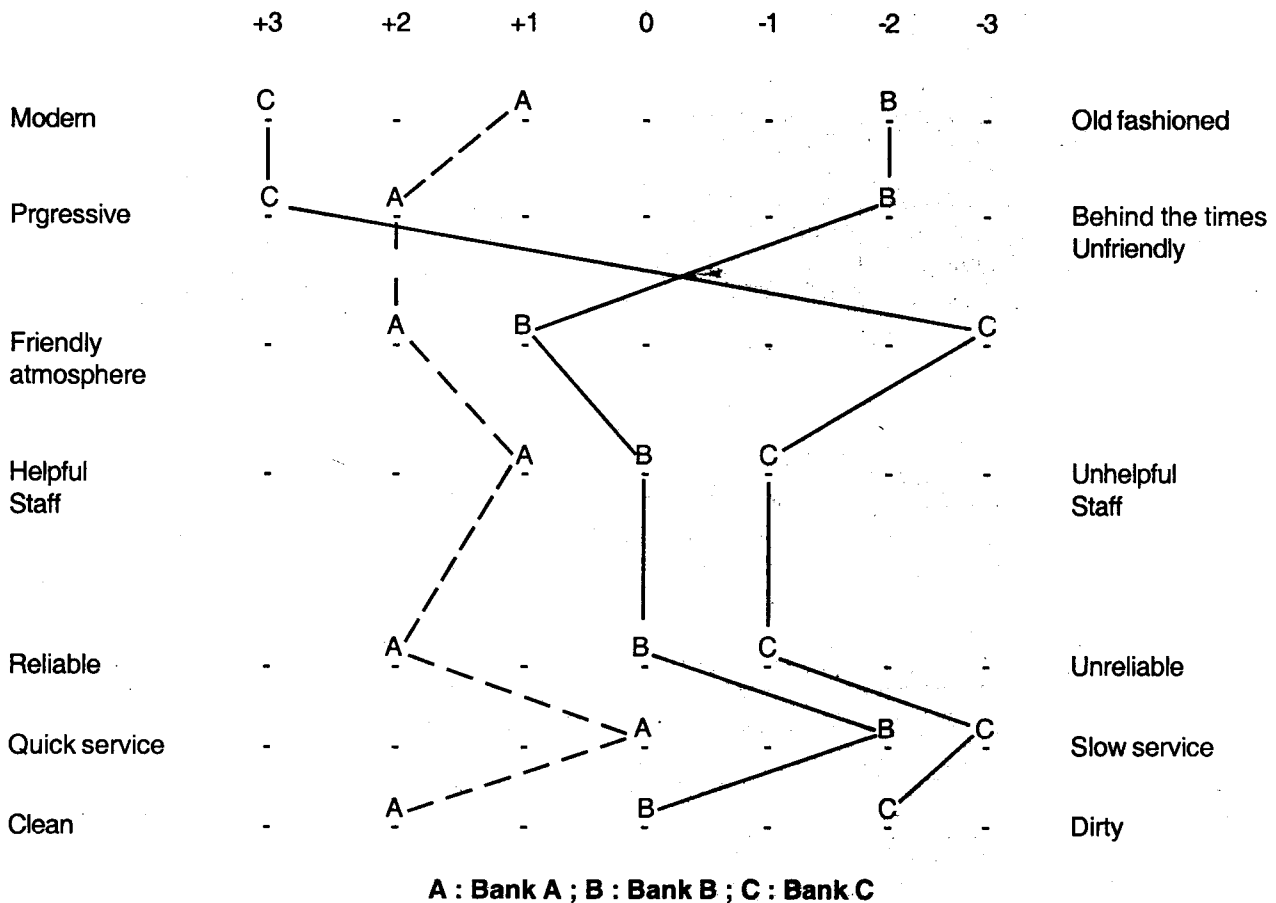 +3 +2 +1 0 -1 -2 -3
C A B
Modern - - - - - - - Old fashioned
C A B
Prgressive - - - - - - - Behind the times
Unfriendly
A B C
Friendly - - - - - - -
atmosphere
A B C
Helpful - - - - - - - Unhelpful
Staff Staff
A B C
Reliable - - - - - - - Unreliable
A B C
Quick service - - - - - - - Slow service
A B C
Clean - - - - - - - Dirty
A : Bank A ; B : Bank B ; C : Bank C